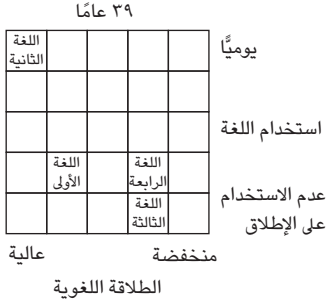 ٣٩ عامًا
اللغة
الثانية
يوميًّا
استخدام اللغة
اللغة
الأولى
اللغة
الرابعة
اللغة
الثالثة
عدم الاستخدام
على الإطلاق
منخفضة
عالية
الطلاقة اللغوية